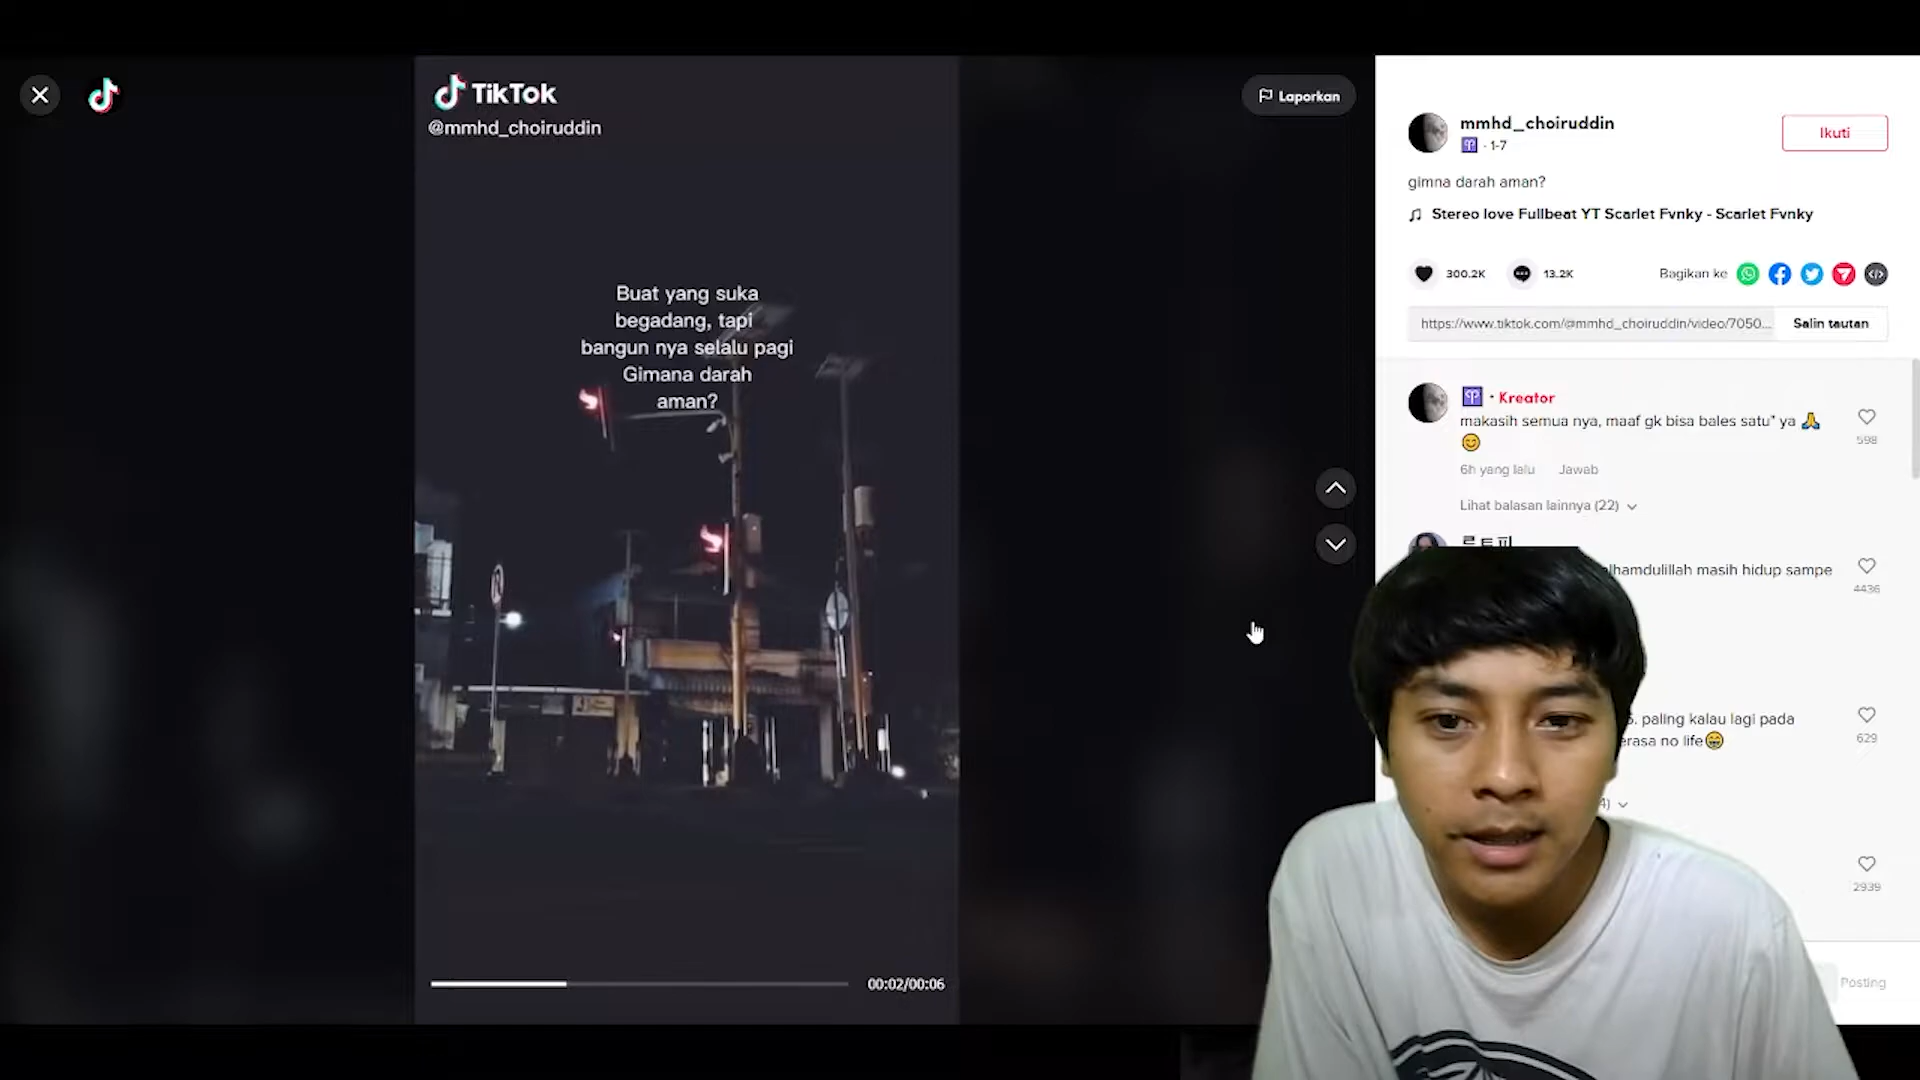 TikTok
@mmhd_choiruddin
Laporkan
Buat yang suka
begadang, tapi
bangun nya selalu pagi
Gimana darah
aman?
00:02/00:06
mmhd_choiruddin
♈ · 1-7
Ikuti
gimna darah aman?
Stereo love Fullbeat YT Scarlet Fvnky - Scarlet Fvnky
300.2K
13.2K
Bagikan ke
https://www.tiktok.com/@mmhd_choiruddin/video/7050...
Salin tautan
♈ · Kreator
makasih semua nya, maaf gk bisa bales satu" ya 🙏
😊
598
6h yang lalu
Jawab
Lihat balasan lainnya (22)
르트피
lhamdulillah masih hidup sampe
4436
paling kalau lagi pada
erasa no life😁
629
4)
2939
Posting